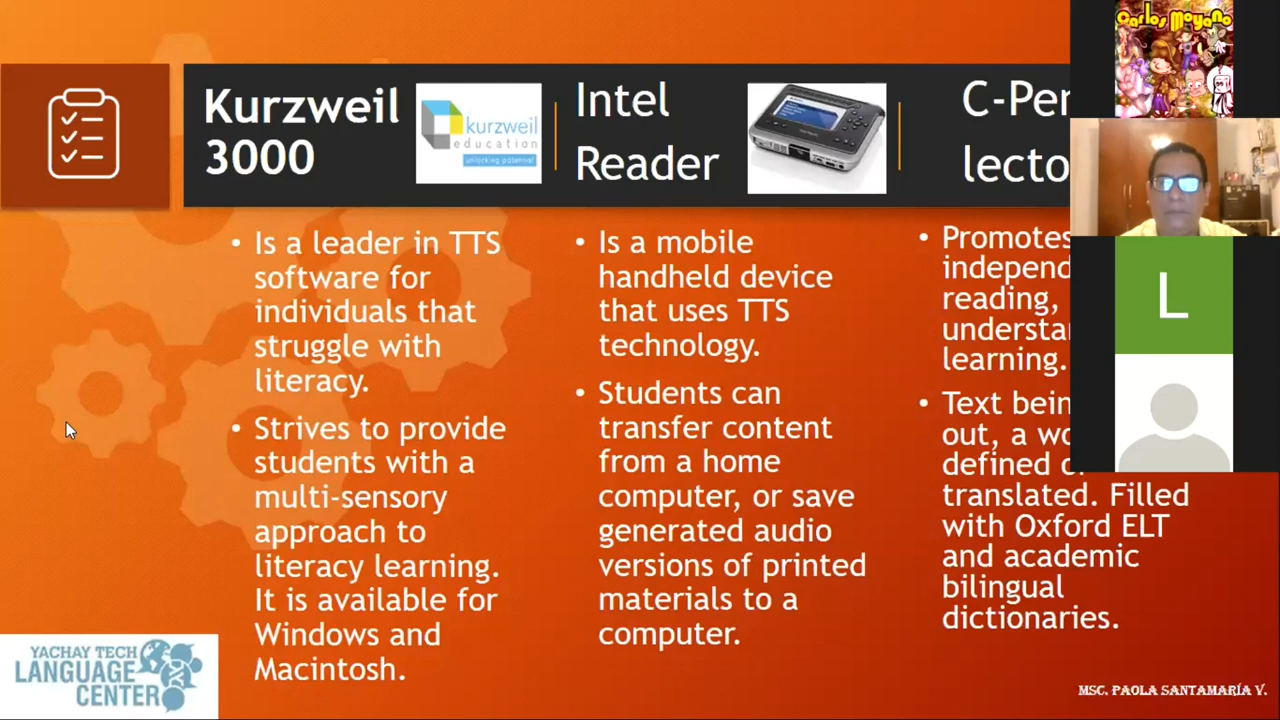 Kurzweil
3000
kurzweil
education
unlocking potential
Intel
Reader
C-Pen
lecto
Carlos Moyano
• Is a leader in TTS
software for
individuals that
struggle with
literacy.
• Strives to provide
students with a
multi-sensory
approach to
literacy learning.
It is available for
Windows and
Macintosh.
• Is a mobile
handheld device
that uses TTS
technology.
• Students can
transfer content
from a home
computer, or save
generated audio
versions of printed
materials to a
computer.
• Promotes
independ
reading,
understan
learning.
• Text bein
out, a wo
defined o
translated. Filled
with Oxford ELT
and academic
bilingual
dictionaries.
L
YACHAY TECH
LANGUAGE
CENTER
MSC. PAOLA SANTAMARÍA V.